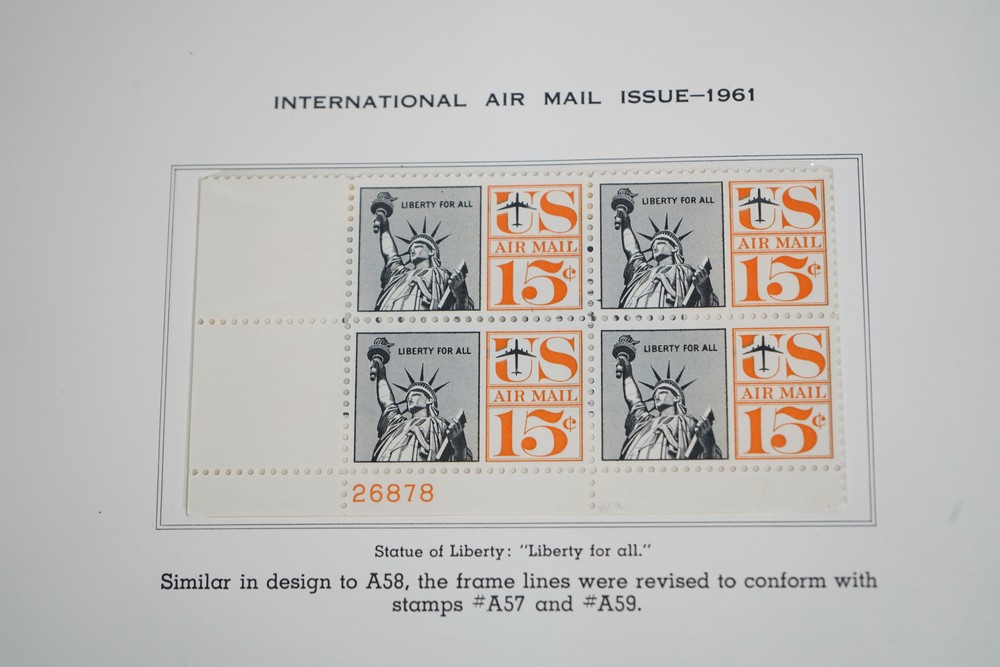 INTERNATIONAL AIR MAIL ISSUE—1961
LIBERTY FOR ALL
US
AIR MAIL
15¢
LIBERTY FOR ALL
US
AIR MAIL
15¢
LIBERTY FOR ALL
US
AIR MAIL
15¢
LIBERTY FOR ALL
US
AIR MAIL
15¢
26878
Statue of Liberty: "Liberty for all."
Similar in design to A58, the frame lines were revised to conform with
stamps #A57 and #A59.